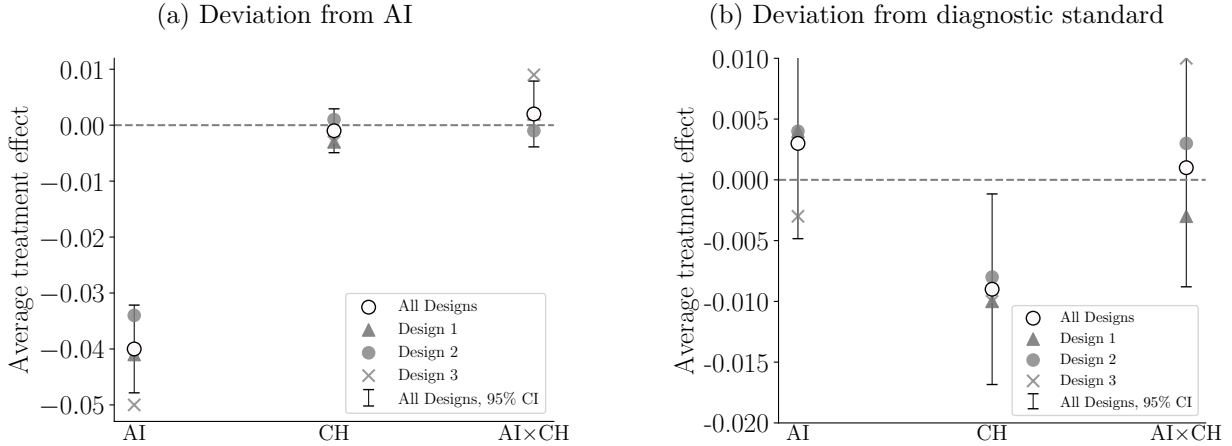 (a) Deviation from AI
Average treatment effect
0.01
0.00
−0.01
−0.02
−0.03
−0.04
−0.05
AI
CH
AI×CH
All Designs
Design 1
Design 2
Design 3
All Designs, 95% CI
(b) Deviation from diagnostic standard
Average treatment effect
0.010
0.005
0.000
-0.005
-0.010
-0.015
-0.020
AI
CH
AI×CH
All Designs
Design 1
Design 2
Design 3
All Designs, 95% CI